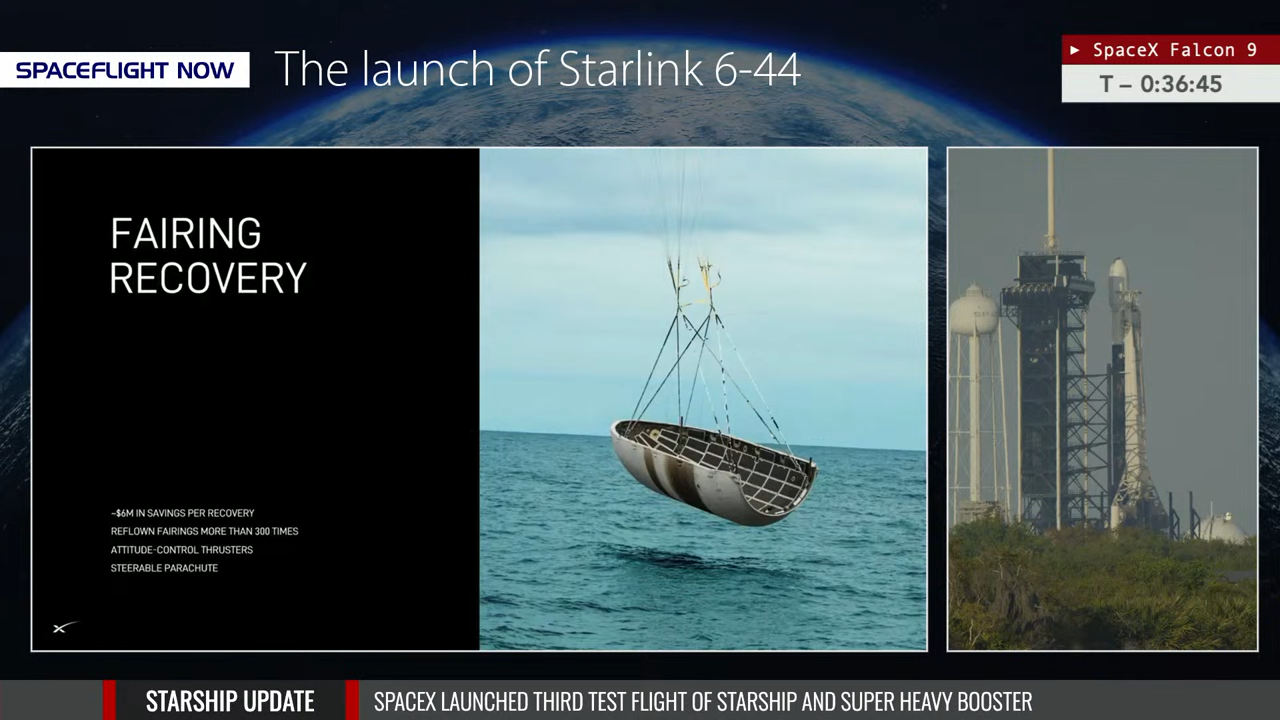 SPACEFLIGHT NOW
The launch of Starlink 6-44
SpaceX Falcon 9
T – 0:36:45
FAIRING
RECOVERY
~$6M IN SAVINGS PER RECOVERY
REFLOWN FAIRINGS MORE THAN 300 TIMES
ATTITUDE-CONTROL THRUSTERS
STEERABLE PARACHUTE
STARSHIP UPDATE
SPACEX LAUNCHED THIRD TEST FLIGHT OF STARSHIP AND SUPER HEAVY BOOSTER